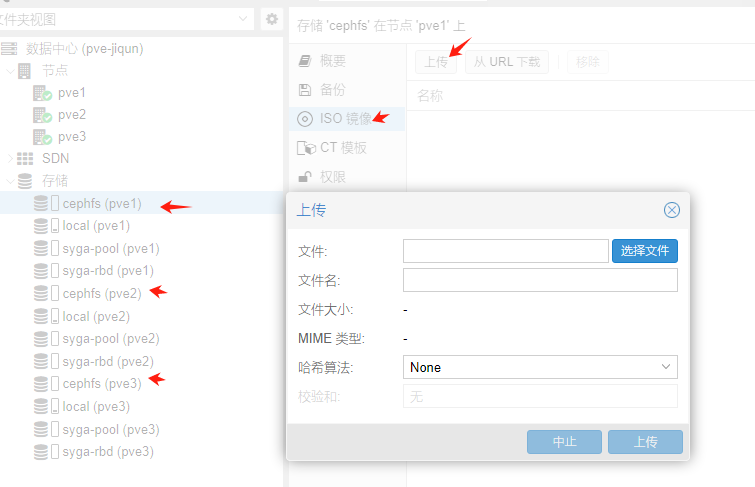 文件夹视图
数据中心 (pve-jiqun)
节点
pve1
pve2
pve3
SDN
存储
cephfs (pve1)
local (pve1)
syga-pool (pve1)
syga-rbd (pve1)
cephfs (pve2)
local (pve2)
syga-pool (pve2)
syga-rbd (pve2)
cephfs (pve3)
local (pve3)
syga-pool (pve3)
syga-rbd (pve3)
存储 'cephfs' 在节点 'pve1' 上
概要
备份
ISO 镜像
CT 模板
权限
上传 从 URL 下载 移除
名称
上传
文件: 选择文件
文件名:
文件大小: -
MIME 类型: -
哈希算法: None
校验和: 无
中止 上传